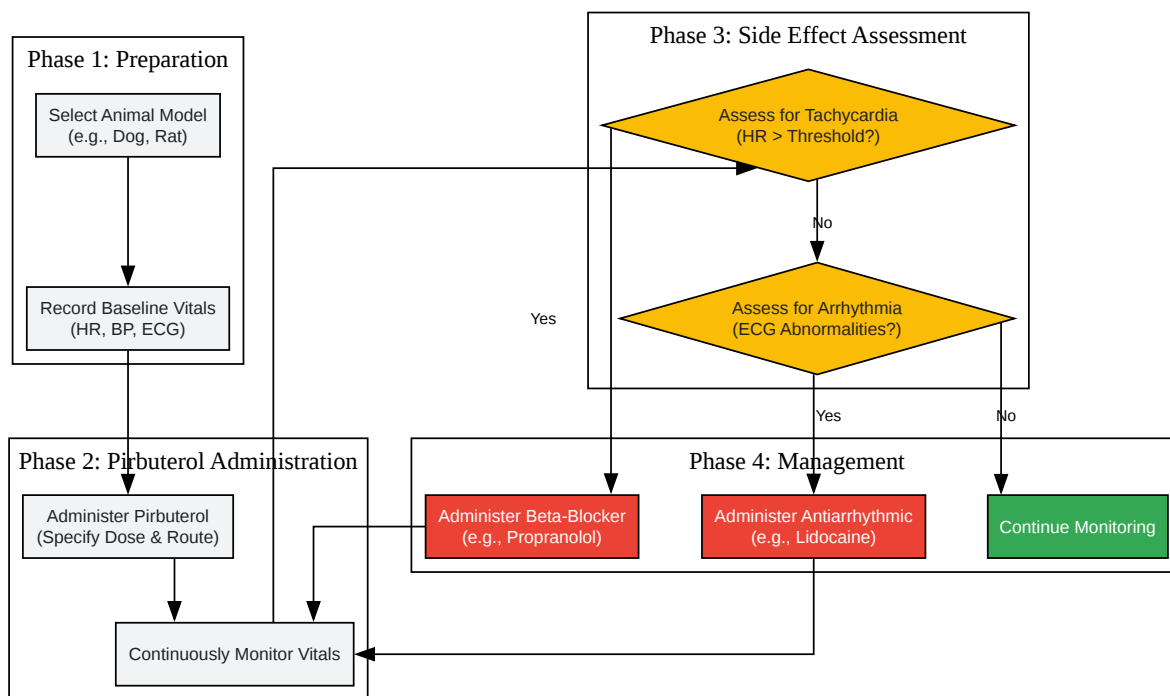 Phase 1: Preparation
Select Animal Model
(e.g., Dog, Rat)
Record Baseline Vitals
(HR, BP, ECG)
Phase 2: Pirbuterol Administration
Administer Pirbuterol
(Specify Dose & Route)
Continuously Monitor Vitals
Phase 3: Side Effect Assessment
Assess for Tachycardia
(HR > Threshold?)
No
Yes
Assess for Arrhythmia
(ECG Abnormalities?)
Yes
No
Phase 4: Management
Administer Beta-Blocker
(e.g., Propranolol)
Administer Antiarrhythmic
(e.g., Lidocaine)
Continue Monitoring